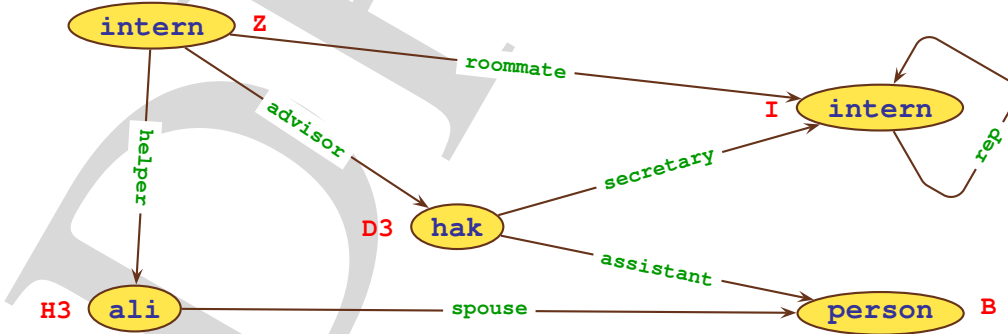 intern Z
roommate
I intern
advisor
helper
rep
secretary
D3 hak
assistant
H3 ali
spouse
person B